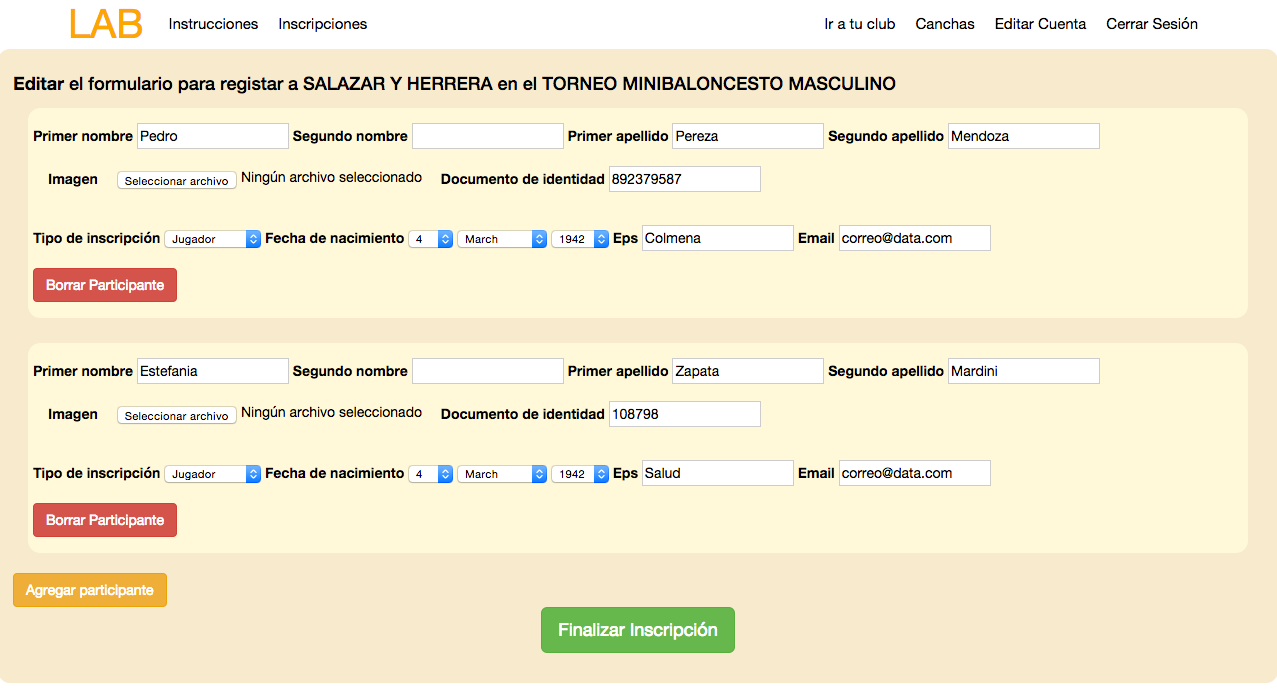 LAB Instrucciones Inscripciones Ir a tu club Canchas Editar Cuenta Cerrar Sesión
Editar el formulario para registar a SALAZAR Y HERRERA en el TORNEO MINIBALONCESTO MASCULINO
Primer nombre Pedro Segundo nombre Primer apellido Pereza Segundo apellido Mendoza
Imagen Seleccionar archivo Ningún archivo seleccionado Documento de identidad 892379587
Tipo de inscripción Jugador Fecha de nacimiento 4 March 1942 Eps Colmena Email correo@data.com
Borrar Participante
Primer nombre Estefania Segundo nombre Primer apellido Zapata Segundo apellido Mardini
Imagen Seleccionar archivo Ningún archivo seleccionado Documento de identidad 108798
Tipo de inscripción Jugador Fecha de nacimiento 4 March 1942 Eps Salud Email correo@data.com
Borrar Participante
Agregar participante
Finalizar Inscripción